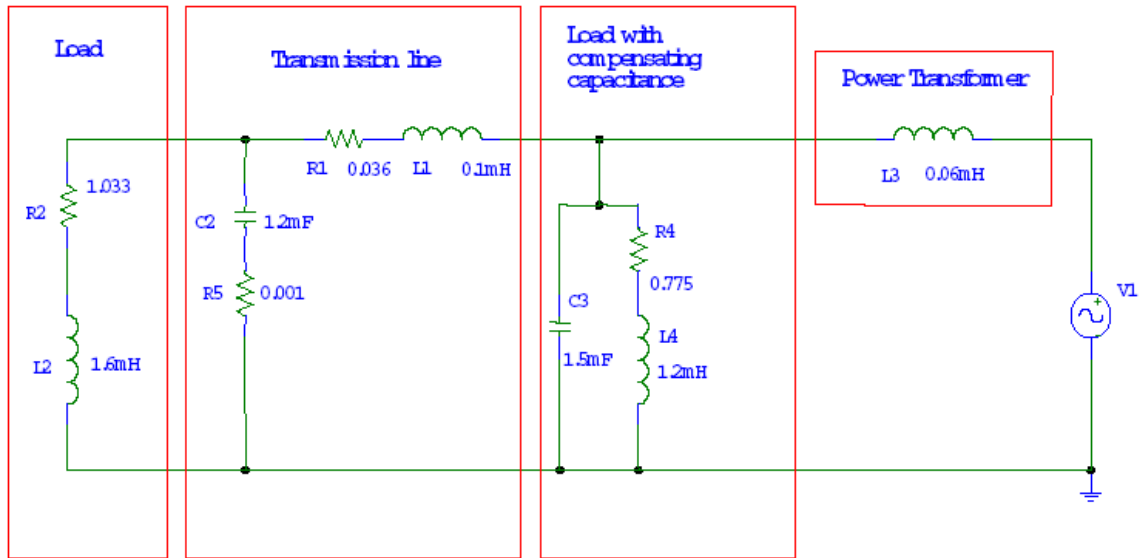 Load
Transmission line
Load with
compensating
capacitance
Power Transformer
R1
0.036
L1
0.1mH
L3
0.06mH
1.033
R2
C2
1.2mF
R4
0.775
R5
0.001
C3
1.5mF
V1
L2
1.6mH
L4
1.2mH